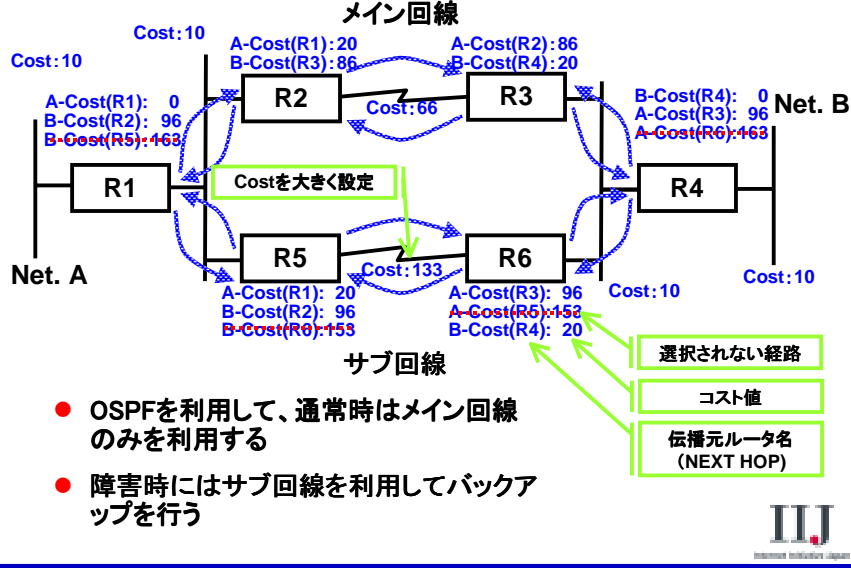 メイン回線
Cost:10
Cost:10
A-Cost(R1):20
B-Cost(R3):86
A-Cost(R2):86
B-Cost(R4):20
A-Cost(R1): 0
B-Cost(R2): 96
B-Cost(R5):163
R2
Cost:66
R3
B-Cost(R4): 0
A-Cost(R3): 96
A-Cost(R6):163
Net. B
R1
Costを大きく設定
R4
R5
Cost:133
R6
Net. A
Cost:10
Cost:10
A-Cost(R1): 20
B-Cost(R2): 96
B-Cost(R6):153
A-Cost(R3): 96
A-Cost(R5):153
B-Cost(R4): 20
サブ回線
選択されない経路
コスト値
伝播元ルータ名
(NEXT HOP)
● OSPFを利用して、通常時はメイン回線
のみを利用する
● 障害時にはサブ回線を利用してバックア
ップを行う
IIJ
Internet Initiative Japan